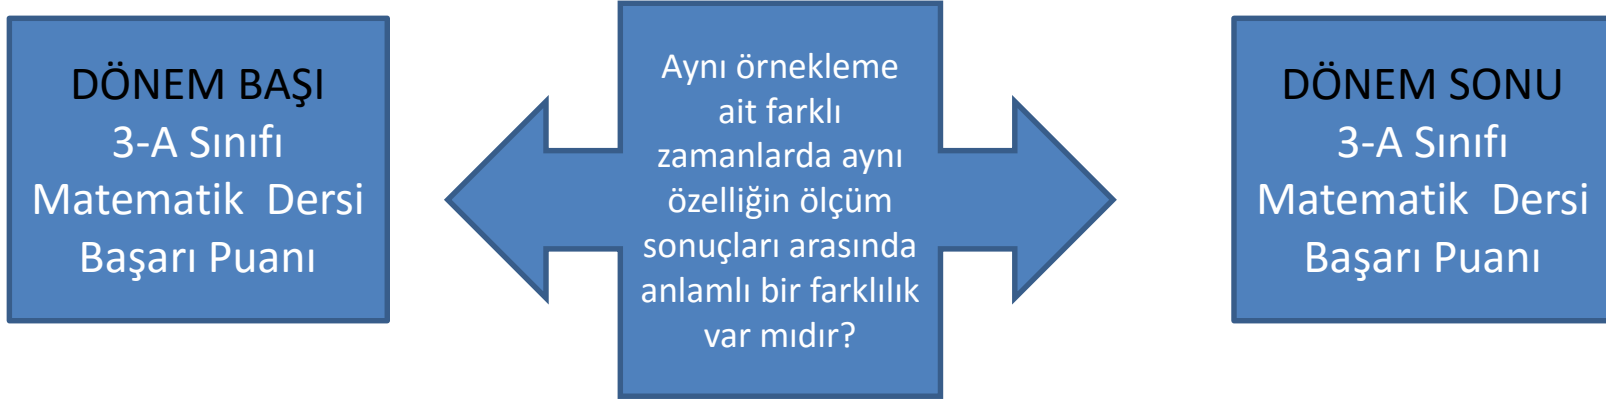 DÖNEM BAŞI
3-A Sınıfı
Matematik  Dersi
Başarı Puanı
Aynı örnekleme
ait farklı
zamanlarda aynı
özelliğin ölçüm
sonuçları arasında
anlamlı bir farklılık
var mıdır?
DÖNEM SONU
3-A Sınıfı
Matematik  Dersi
Başarı Puanı